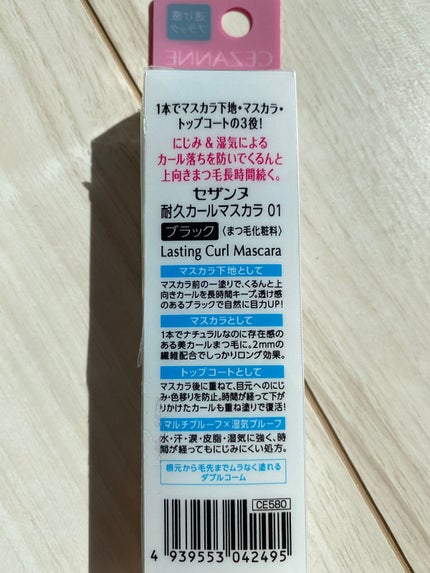 透け感
ブラック
CEZANNE
1本でマスカラ下地・マスカラ・
トップコートの3役!
にじみ&湿気による
カール落ちを防いでくるんと
上向きまつ毛長時間続く。
セザンヌ
耐久カールマスカラ 01
ブラック 〈まつ毛化粧料〉
Lasting Curl Mascara
マスカラ下地として
マスカラ前の一塗りで、くるんと上
向きカールを長時間キープ。透け感
のあるブラックで自然に目力UP!
マスカラとして
1本でナチュラルなのに存在感の
ある美カールまつ毛に。2mmの
繊維配合でしっかりロング効果。
トップコートとして
マスカラ後に重ねて、目元へのにじ
み・色移りを防止。時間が経って下が
りかけたカールも重ね塗りで復活!
マルチプルーフ×湿気プルーフ
水・汗・涙・皮脂・湿気に強く、時
間が経ってもにじみにくい処方。
根元から毛先までムラなく塗れる
ダブルコーム
CE580
4 939553 042495